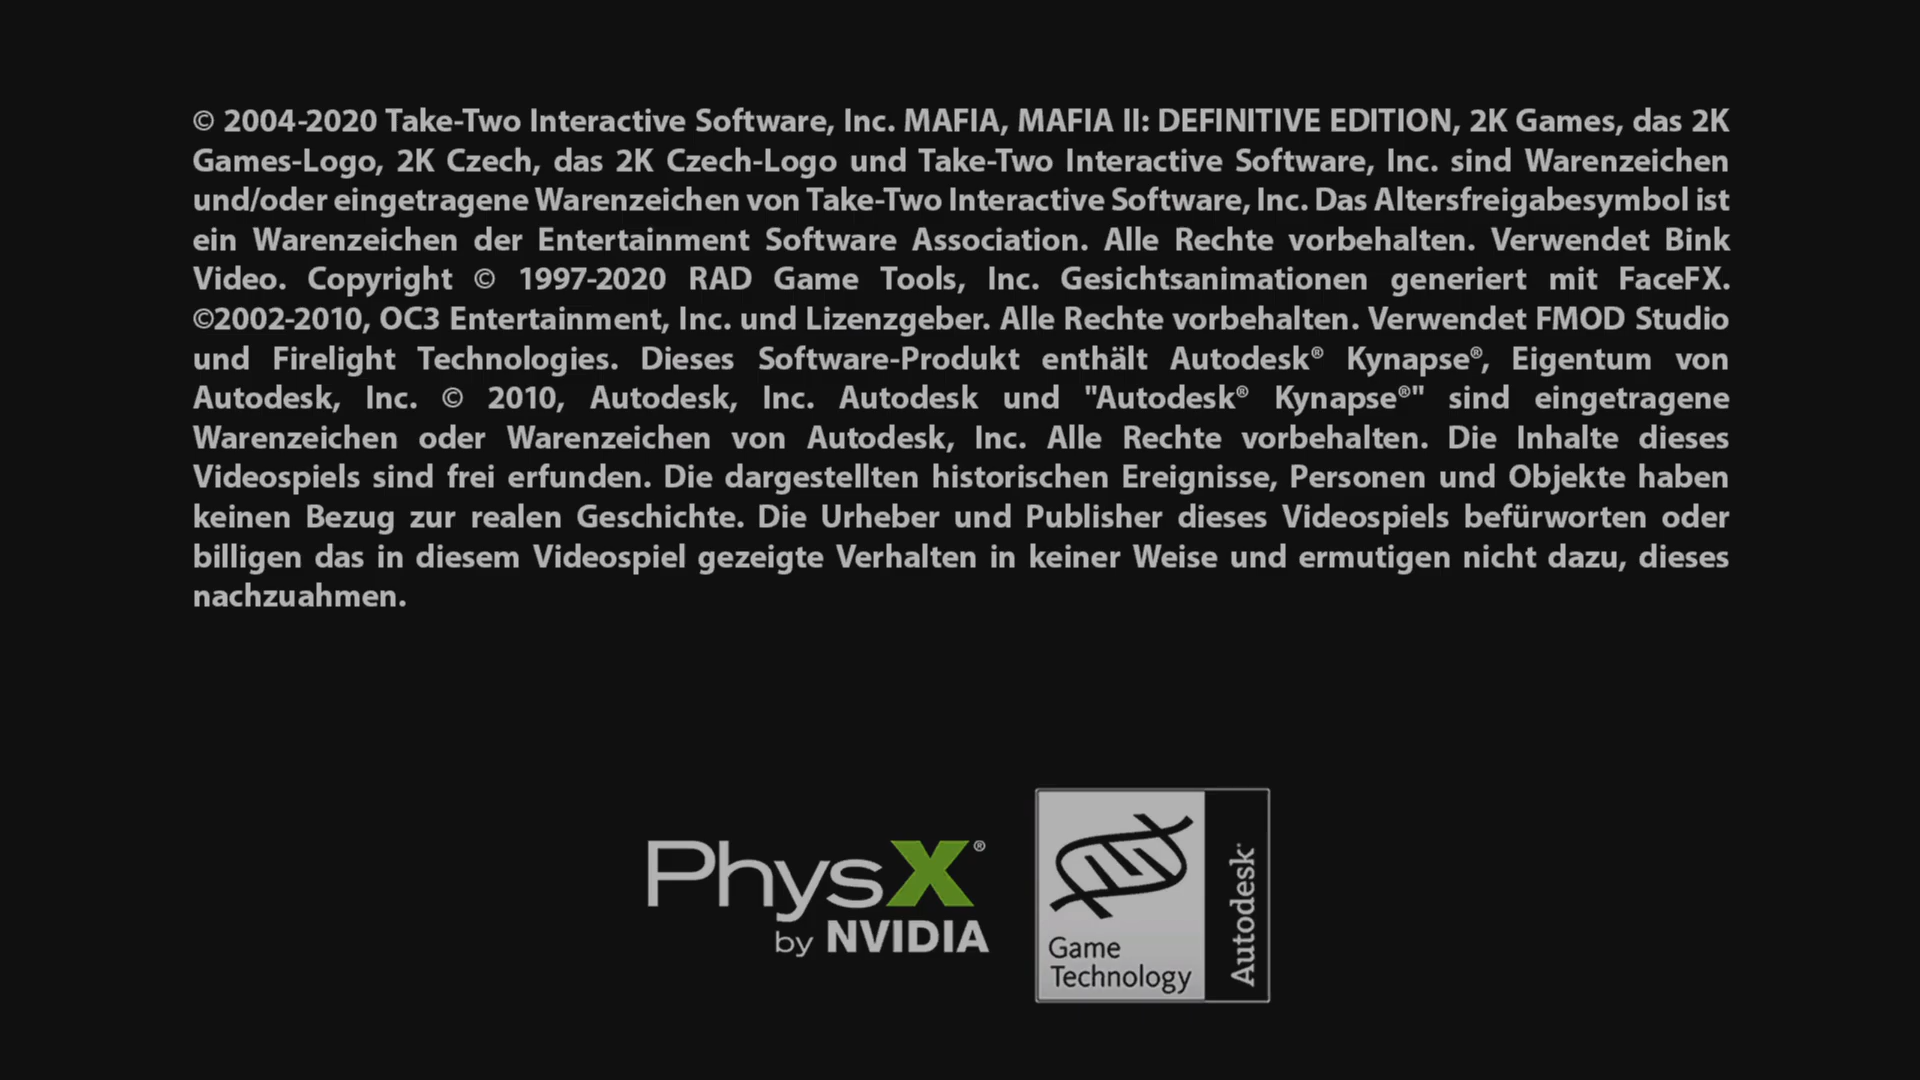 © 2004-2020 Take-Two Interactive Software, Inc. MAFIA, MAFIA II: DEFINITIVE EDITION, 2K Games, das 2K
Games-Logo, 2K Czech, das 2K Czech-Logo und Take-Two Interactive Software, Inc. sind Warenzeichen
und/oder eingetragene Warenzeichen von Take-Two Interactive Software, Inc. Das Altersfreigabesymbol ist
ein Warenzeichen der Entertainment Software Association. Alle Rechte vorbehalten. Verwendet Bink
Video. Copyright © 1997-2020 RAD Game Tools, Inc. Gesichtsanimationen generiert mit FaceFX.
©2002-2010, OC3 Entertainment, Inc. und Lizenzgeber. Alle Rechte vorbehalten. Verwendet FMOD Studio
und Firelight Technologies. Dieses Software-Produkt enthält Autodesk® Kynapse®, Eigentum von
Autodesk, Inc. © 2010, Autodesk, Inc. Autodesk und "Autodesk® Kynapse®" sind eingetragene
Warenzeichen oder Warenzeichen von Autodesk, Inc. Alle Rechte vorbehalten. Die Inhalte dieses
Videospiels sind frei erfunden. Die dargestellten historischen Ereignisse, Personen und Objekte haben
keinen Bezug zur realen Geschichte. Die Urheber und Publisher dieses Videospiels befürworten oder
billigen das in diesem Videospiel gezeigte Verhalten in keiner Weise und ermutigen nicht dazu, dieses
nachzuahmen.
PhysX®
by NVIDIA
Game
Technology
Autodesk